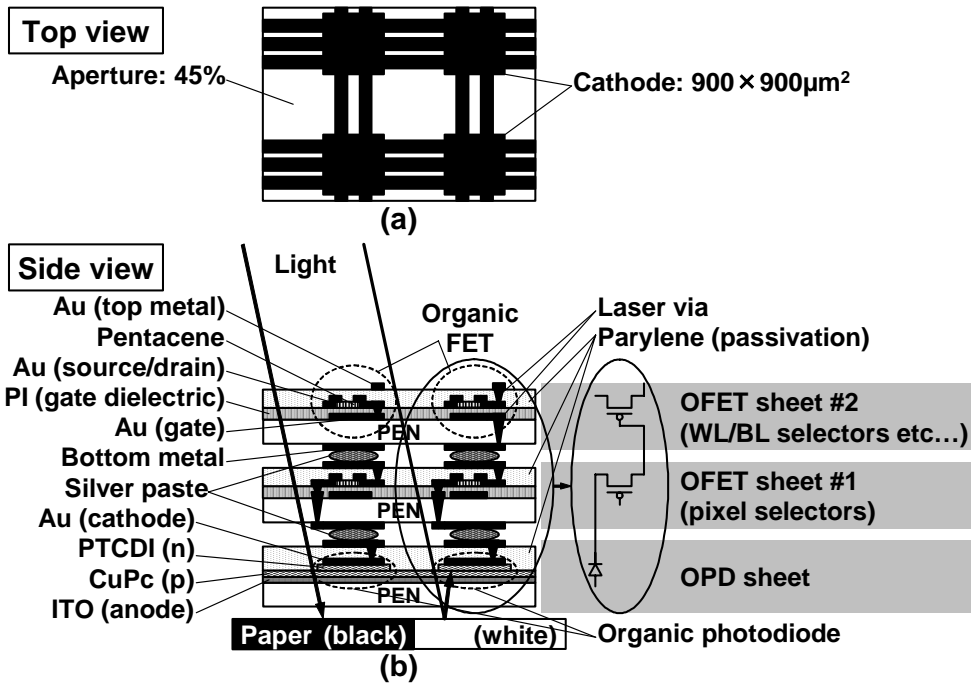 Top view
Aperture: 45%
Cathode: 900×900μm²
(a)
Side view
Light
Au (top metal)
Pentacene
Au (source/drain)
PI (gate dielectric)
Au (gate)
Bottom metal
Silver paste
Au (cathode)
PTCDI (n)
CuPc (p)
ITO (anode)
Organic
FET
Laser via
Parylene (passivation)
PEN
PEN
PEN
OFET sheet #2
(WL/BL selectors etc…)
OFET sheet #1
(pixel selectors)
OPD sheet
Paper (black)
(white)
Organic photodiode
(b)